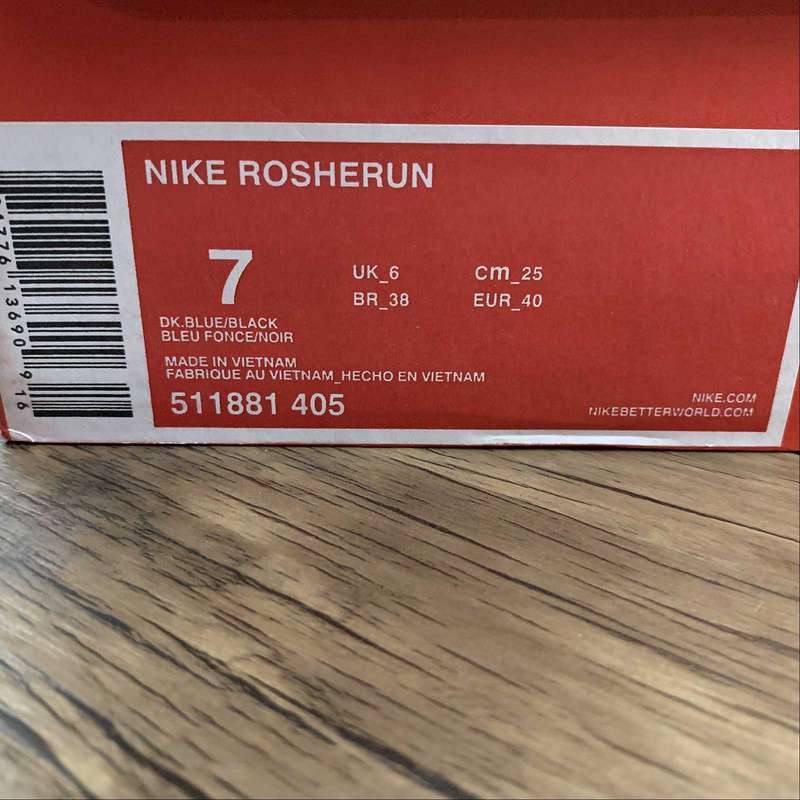 NIKE ROSHERUN
7
UK_6 cm_25
BR_38 EUR_40
DK.BLUE/BLACK
BLEU FONCE/NOIR
MADE IN VIETNAM
FABRIQUE AU VIETNAM_HECHO EN VIETNAM
511881 405
NIKE.COM
NIKEBETTERWORLD.COM